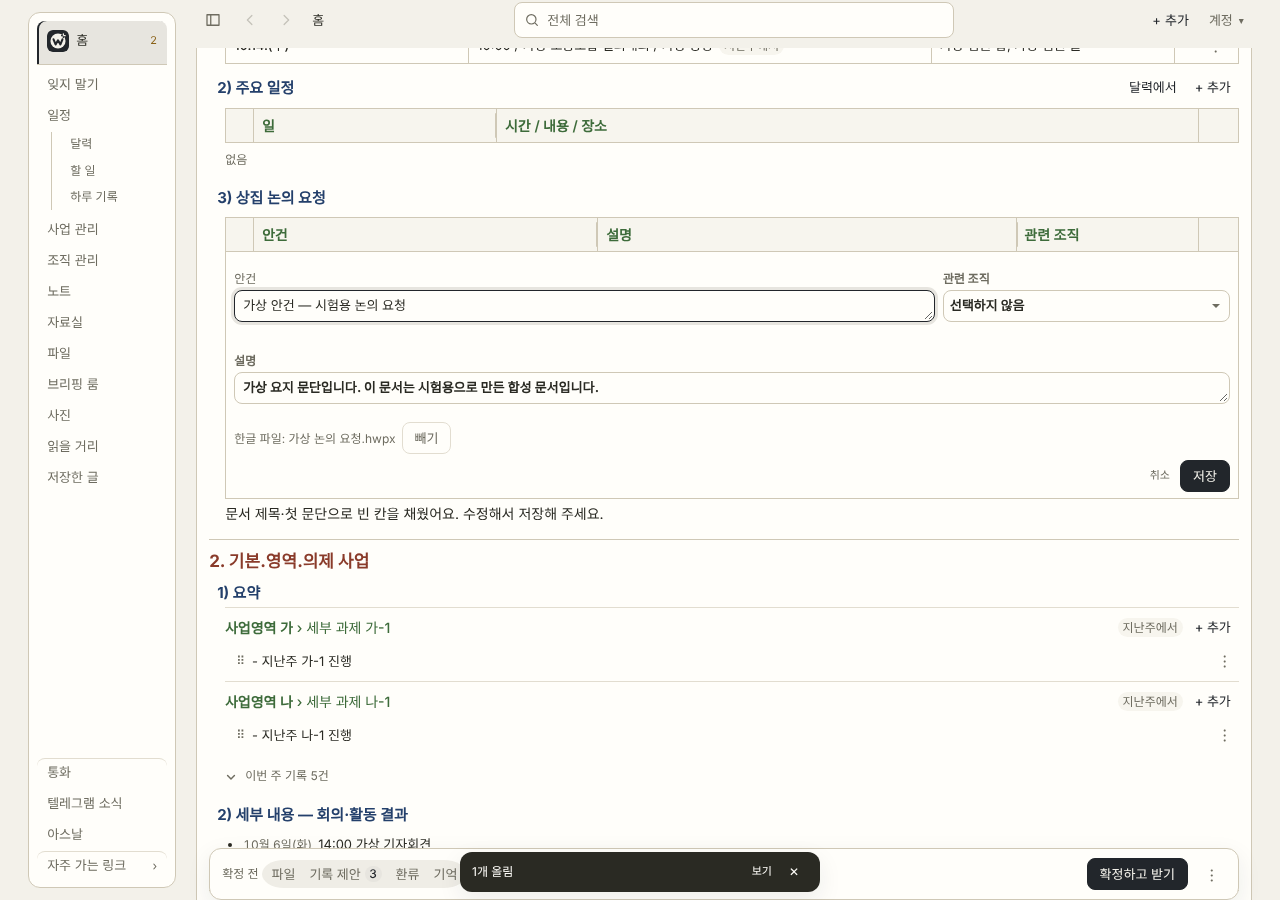 홈 2
잊지 말기
일정
달력
할 일
하루 기록
사업 관리
조직 관리
노트
자료실
파일
브리핑 룸
사진
읽을 거리
저장한 글
통화
텔레그램 소식
아스날
자주 가는 링크 ›
홈
전체 검색
+ 추가 계정 ▾
2) 주요 일정 달력에서 + 추가
일 시간 / 내용 / 장소
없음
3) 상집 논의 요청
안건 설명 관련 조직
안건 관련 조직
가상 안건 — 시험용 논의 요청 선택하지 않음
설명
가상 요지 문단입니다. 이 문서는 시험용으로 만든 합성 문서입니다.
한글 파일: 가상 논의 요청.hwpx 빼기
취소 저장
문서 제목·첫 문단으로 빈 칸을 채웠어요. 수정해서 저장해 주세요.
2. 기본.영역.의제 사업
1) 요약
사업영역 가 › 세부 과제 가-1 지난주에서 + 추가
- 지난주 가-1 진행
사업영역 나 › 세부 과제 나-1 지난주에서 + 추가
- 지난주 나-1 진행
이번 주 기록 5건
2) 세부 내용 — 회의·활동 결과
• 10월 6일(화) 14:00 가상 기자회견
확정 전 파일 기록 제안 3 환류 기억 1개 올림 보기 × 확정하고 받기